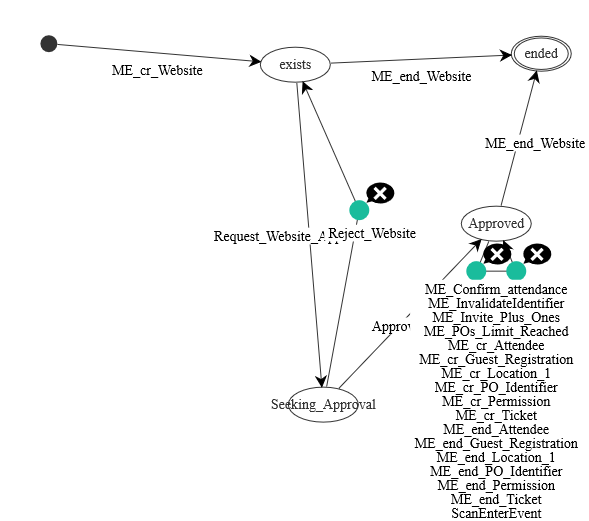 exists
ended
ME_cr_Website
ME_end_Website
ME_end_Website
Approved
Request_Website_A
Reject_Website
ME_Confirm_attendance
ME_InvalidateIdentifier
ME_Invite_Plus_Ones
ME_POs_Limit_Reached
ME_cr_Attendee
ME_cr_Guest_Registration
ME_cr_Location_1
ME_cr_PO_Identifier
ME_cr_Permission
ME_cr_Ticket
ME_end_Attendee
ME_end_Guest_Registration
ME_end_Location_1
ME_end_PO_Identifier
ME_end_Permission
ME_end_Ticket
ScanEnterEvent
Approv
Seeking_Approval